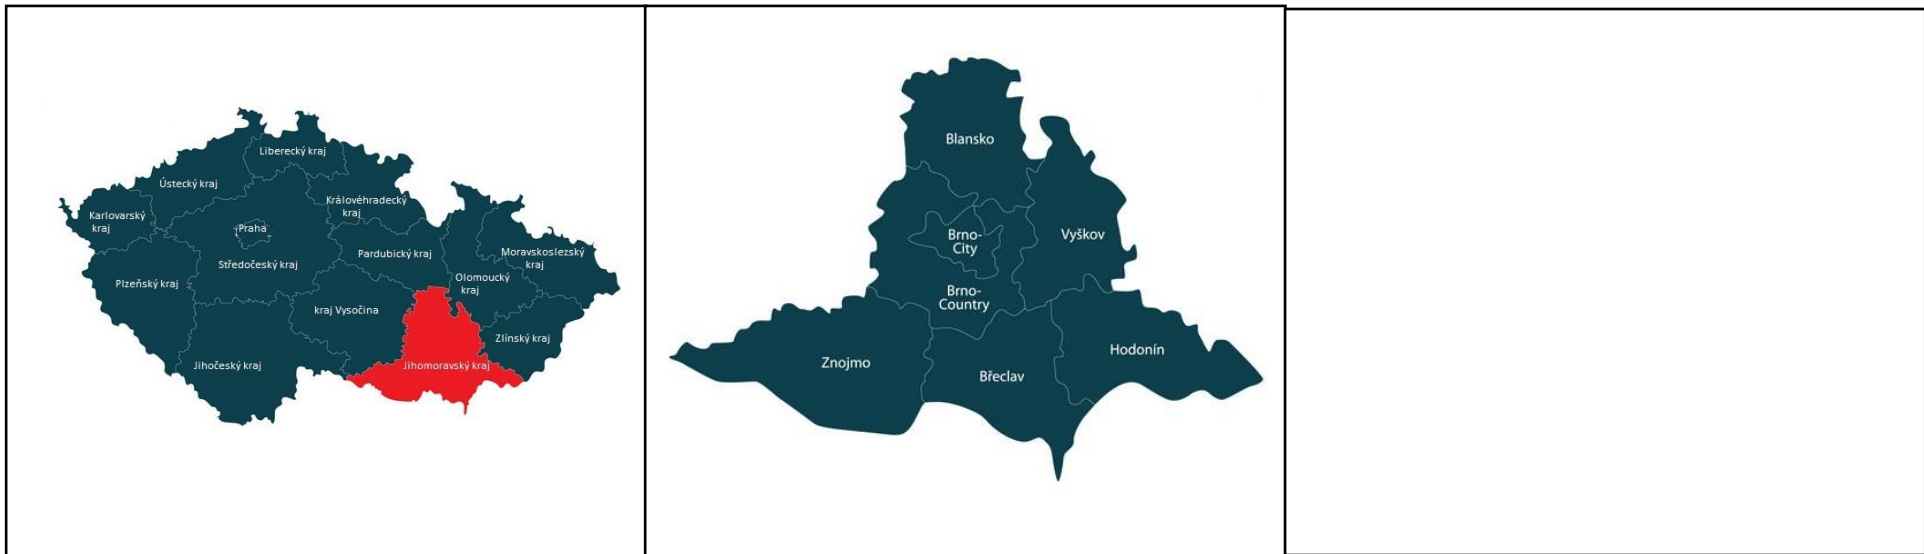 Liberecký kraj
Ústecký kraj
Karlovarský
kraj
Královéhradecký
kraj
Praha
Pardubický kraj
Středočeský kraj
Moravskoslezský
kraj
Plzeňský kraj
Olomoucký
kraj
kraj Vysočina
Zlínský kraj
Jihočeský kraj
Jihomoravský kraj
Blansko
Brno-
City
Vyškov
Brno-
Country
Znojmo
Břeclav
Hodonín